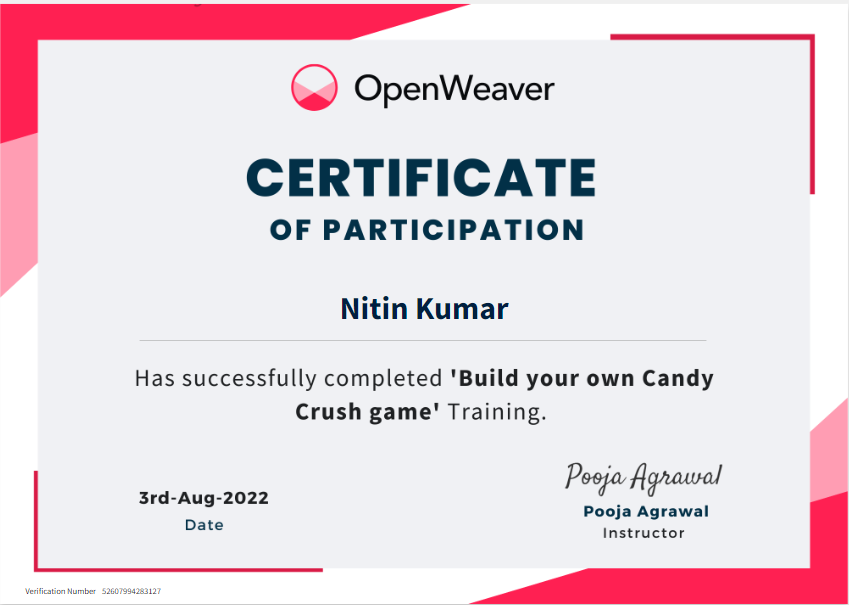 OpenWeaver
CERTIFICATE
OF PARTICIPATION
Nitin Kumar
Has successfully completed 'Build your own Candy
Crush game' Training.
3rd-Aug-2022
Date
Pooja Agrawal
Pooja Agrawal
Instructor
Verification Number 52607994283127